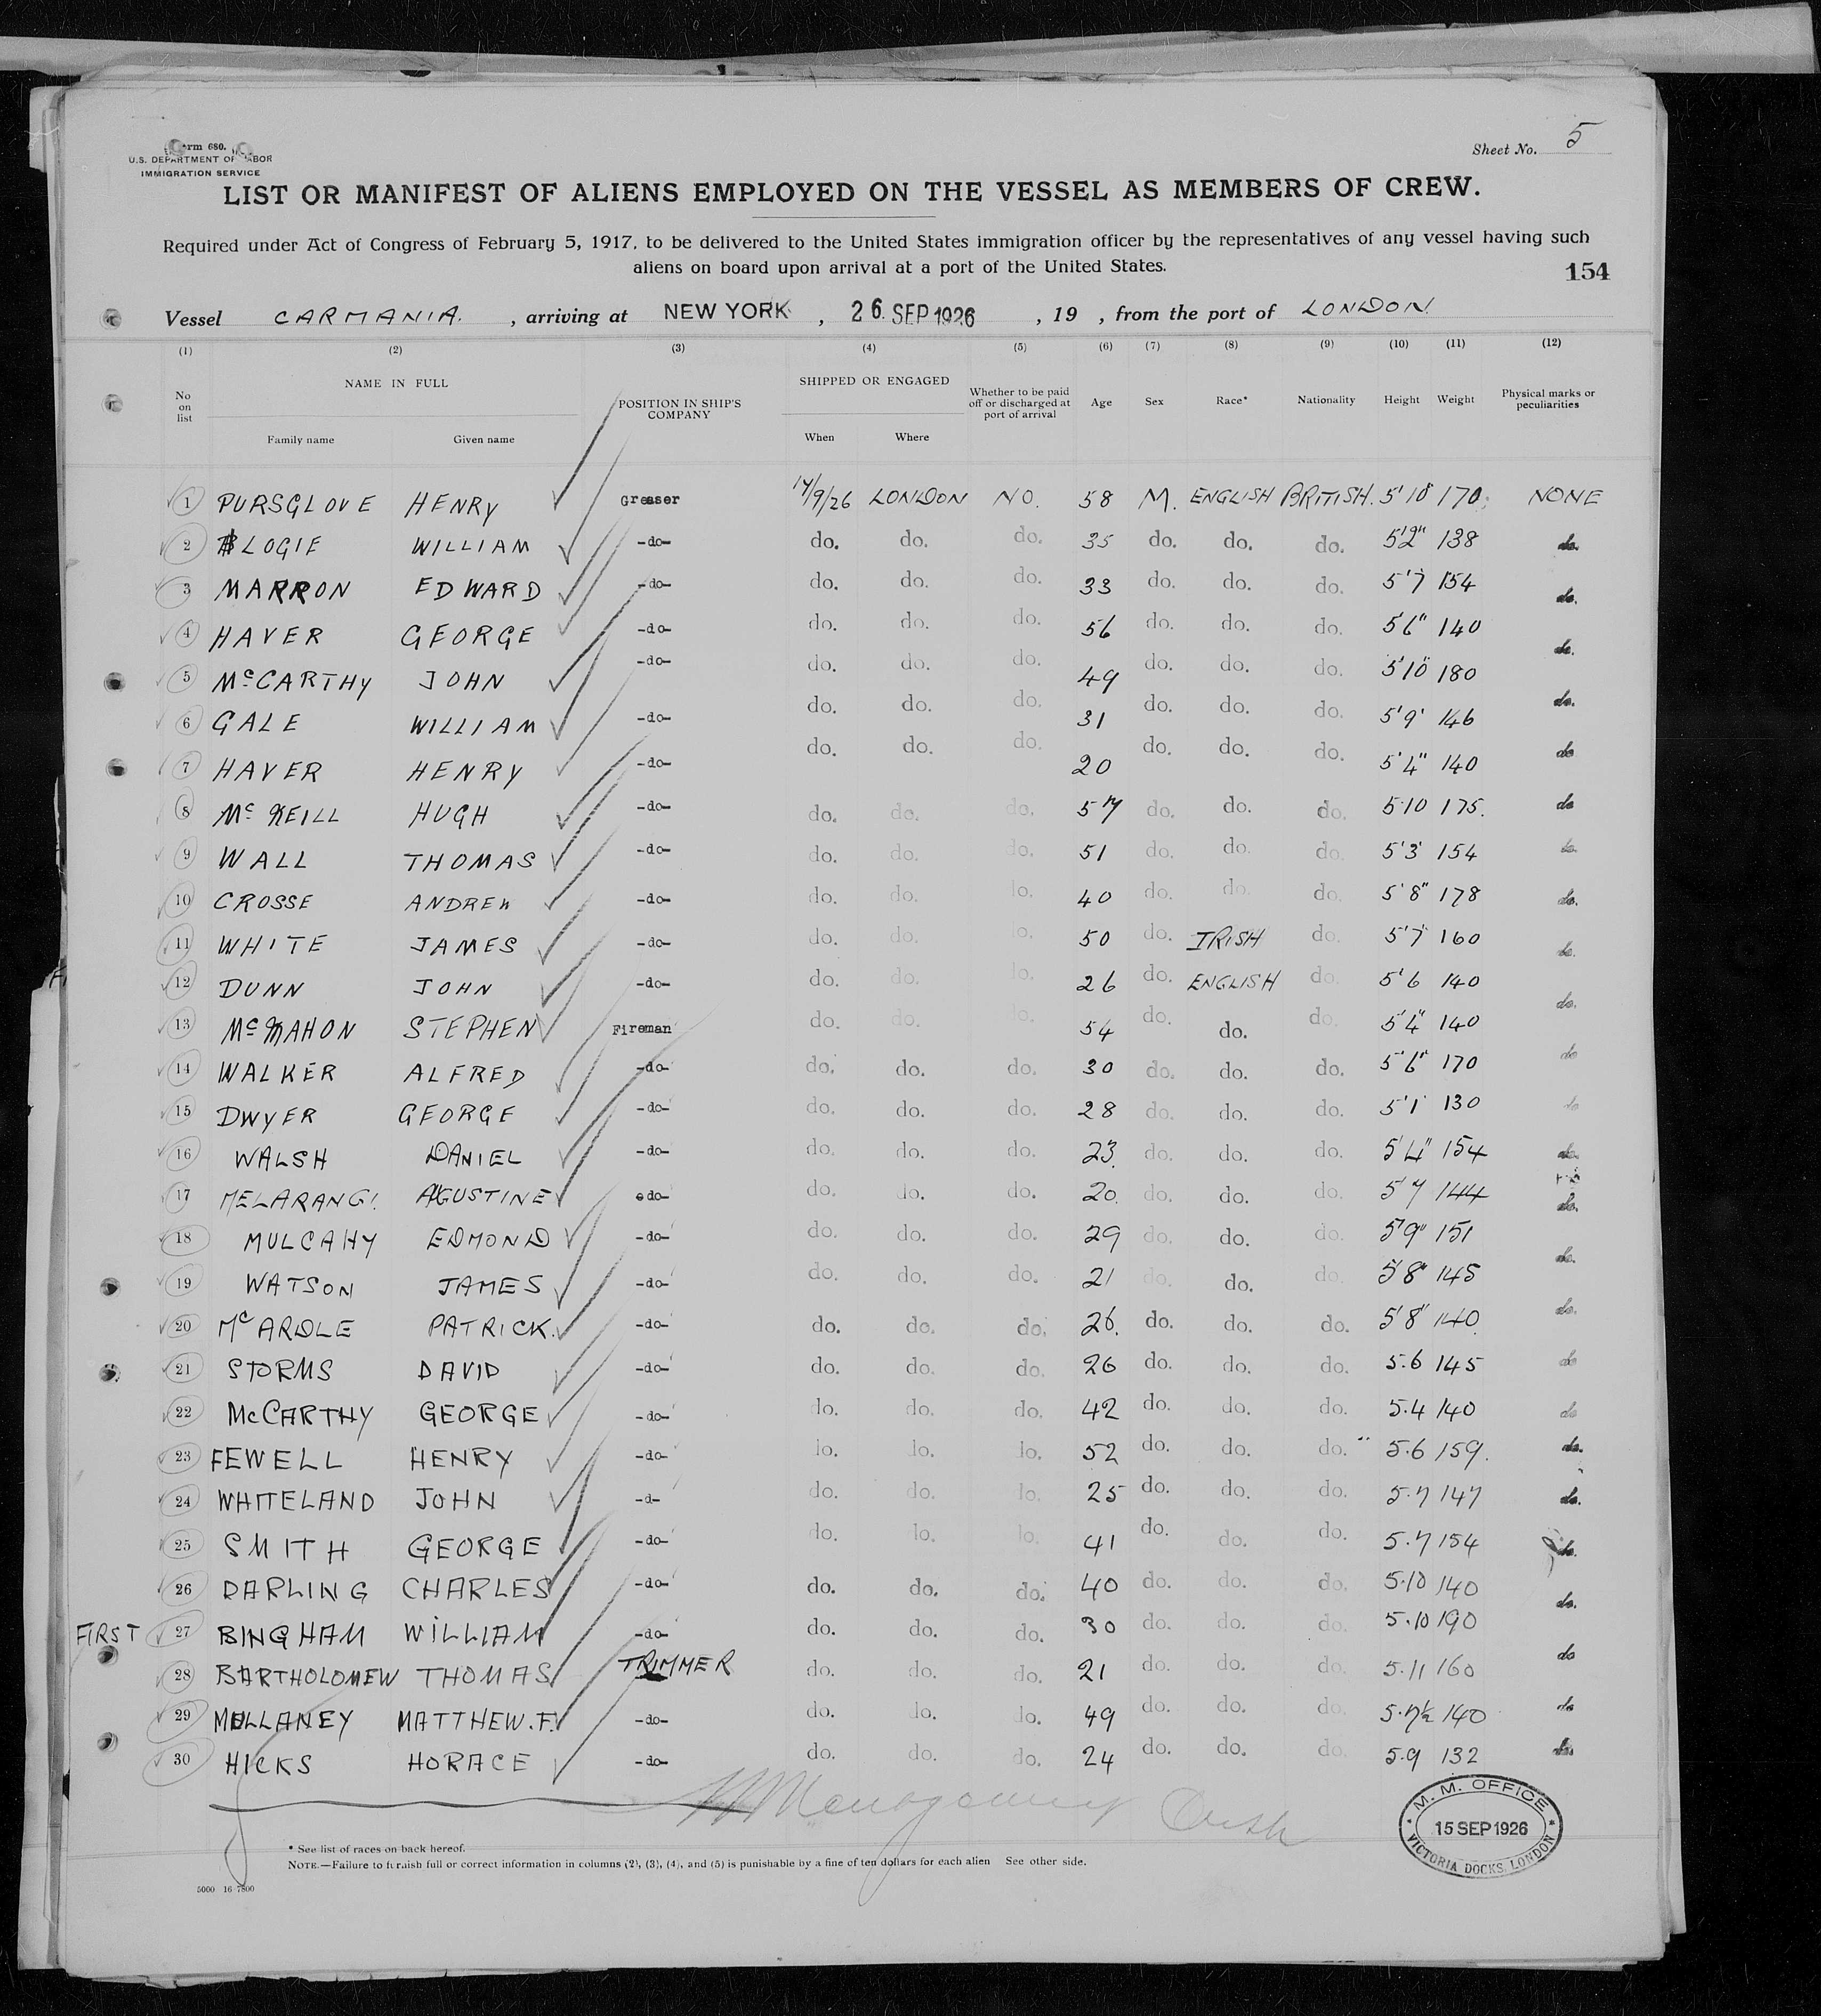 Form 680.
U.S. DEPARTMENT OF LABOR
IMMIGRATION SERVICE
Sheet No. 5
LIST OR MANIFEST OF ALIENS EMPLOYED ON THE VESSEL AS MEMBERS OF CREW.
Required under Act of Congress of February 5, 1917, to be delivered to the United States immigration officer by the representatives of any vessel having such
aliens on board upon arrival at a port of the United States.
154
Vessel CARMANIA. , arriving at NEW YORK , 26 SEP 1926 , 19 , from the port of LONDON.
(1) (2) (3) (4) (5) (6) (7) (8) (9) (10) (11) (12)
No on list NAME IN FULL POSITION IN SHIP'S COMPANY SHIPPED OR ENGAGED Whether to be paid off or discharged at port of arrival Age Sex Race* Nationality Height Weight Physical marks or peculiarities
Family name Given name When Where
1 PURSGLOVE HENRY Greaser 14/9/26 LONDON NO. 58 M. ENGLISH BRITISH. 5'10" 170. NONE
2 LOGIE WILLIAM -do- do. do. do. 35 do. do. do. 5'2" 138 do.
3 MARRON EDWARD -do- do. do. do. 33 do. do. do. 5'7 154 do.
4 HAVER GEORGE -do- do. do. do. 56 do. do. do. 5'6" 140 do.
5 McCARTHY JOHN -do- do. do. do. 49 do. do. do. 5'10" 180
6 GALE WILLIAM -do- do. do. do. 31 do. do. do. 5'9' 146 do.
7 HAVER HENRY -do- do. do. do. 20 do. do. do. 5'4" 140 do
8 McNEILL HUGH -do- do. do. do. 57 do. do. do. 5.10 175. do
9 WALL THOMAS -do- do. do. do. 51 do. do. do. 5'3' 154 do.
10 CROSSE ANDREW -do- do. do. do. 40 do. do. do. 5'8" 178 do.
11 WHITE JAMES -do- do. do. do. 50 do. IRISH do. 5'7' 160 do.
12 DUNN JOHN -do- do. do. do. 26 do. ENGLISH do. 5'6 140 do.
13 McMAHON STEPHEN Fireman do. do. do. 54 do. do. do. 5'4" 140
14 WALKER ALFRED -do- do. do. do. 30 do. do. do. 5'6" 170 do
15 DWYER GEORGE -do- do. do. do. 28 do. do. do. 5'1' 130 do
16 WALSH DANIEL -do- do. do. do. 23. do. do. do. 5'4" 154 do.
17 MELARANGI AGUSTINE do- do. do. do. 20. do. do. do. 5'7 144 do.
18 MULCAHY EDMOND -do- do. do. do. 29 do. do. do. 5'9" 151 do.
19 WATSON JAMES -do- do. do. do. 21 do. do. do. 5'8" 145
20 McARDLE PATRICK. -do- do. do. do. 26. do. do. do. 5'8" 140 do.
21 STORMS DAVID -do- do. do. do. 26 do. do. do. 5.6 145 do
22 McCARTHY GEORGE -do- do. do. do. 42 do. do. do. 5.4 140 do
23 FEWELL HENRY -do- do. do. do. 52 do. do. do. 5.6 159. do.
24 WHITELAND JOHN -d- do. do. do. 25 do. do. do. 5.7 147 do.
25 SMITH GEORGE -do- do. do. do. 41 do. do. do. 5.7 154 do.
26 DARLING CHARLES -do- do. do. do. 40 do. do. do. 5.10 140 do.
FIRST 27 BINGHAM WILLIAM -do- do. do. do. 30 do. do. do. 5.10 190
28 BARTHOLOMEW THOMAS TRIMMER do. do. do. 21 do. do. do. 5.11 160 do
29 MULLANEY MATTHEW.F. -do- do. do. do. 49 do. do. do. 5.7½ 140 do
30 HICKS HORACE -do- do. do. do. 24 do. do. do. 5.9 132 do.
M. M. OFFICE
15 SEP 1926
VICTORIA DOCKS, LONDON
* See list of races on back hereof.
NOTE.—Failure to furnish full or correct information in columns (2), (3), (4), and (5) is punishable by a fine of ten dollars for each alien See other side.
5000 16 7800